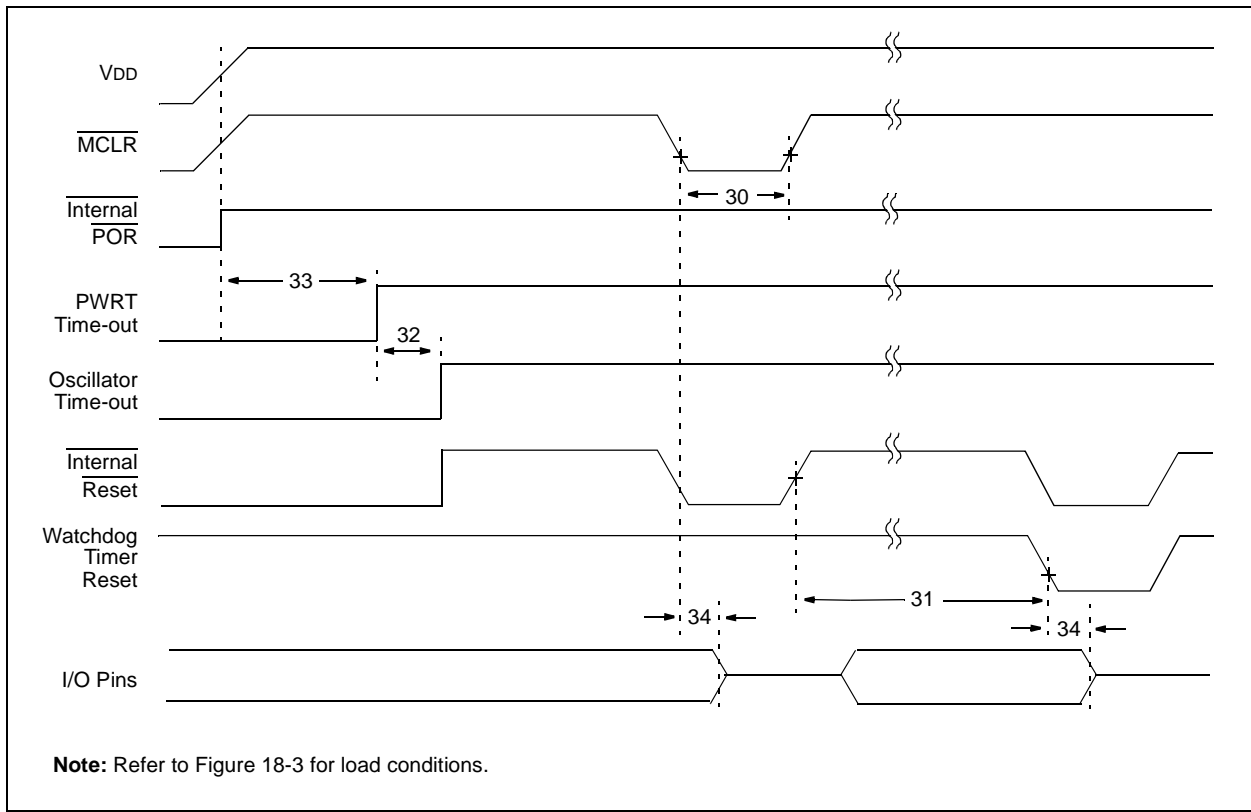 VDD
MCLR
30
Internal
POR
33
PWRT
Time-out
32
Oscillator
Time-out
Internal
Reset
Watchdog
Timer
Reset
31
34
34
I/O Pins
Note: Refer to Figure 18-3 for load conditions.